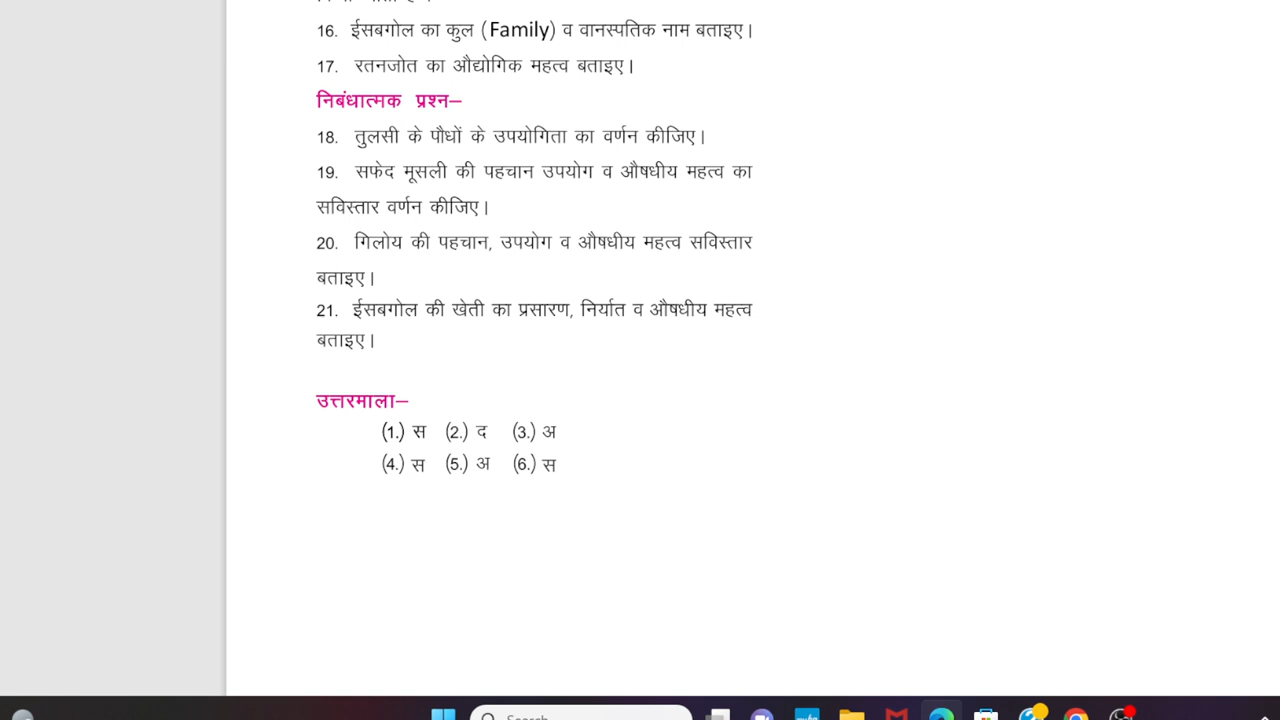 16. ईसबगोल का कुल (Family) व वानस्पतिक नाम बताइए।
17. रतनजोत का औद्योगिक महत्व बताइए।
निबंधात्मक प्रश्न–
18. तुलसी के पौधों के उपयोगिता का वर्णन कीजिए।
19. सफेद मूसली की पहचान उपयोग व औषधीय महत्व का
सविस्तार वर्णन कीजिए।
20. गिलोय की पहचान, उपयोग व औषधीय महत्व सविस्तार
बताइए।
21. ईसबगोल की खेती का प्रसारण, निर्यात व औषधीय महत्व
बताइए।
उत्तरमाला–
(1.) स (2.) द (3.) अ
(4.) स (5.) अ (6.) स
Search